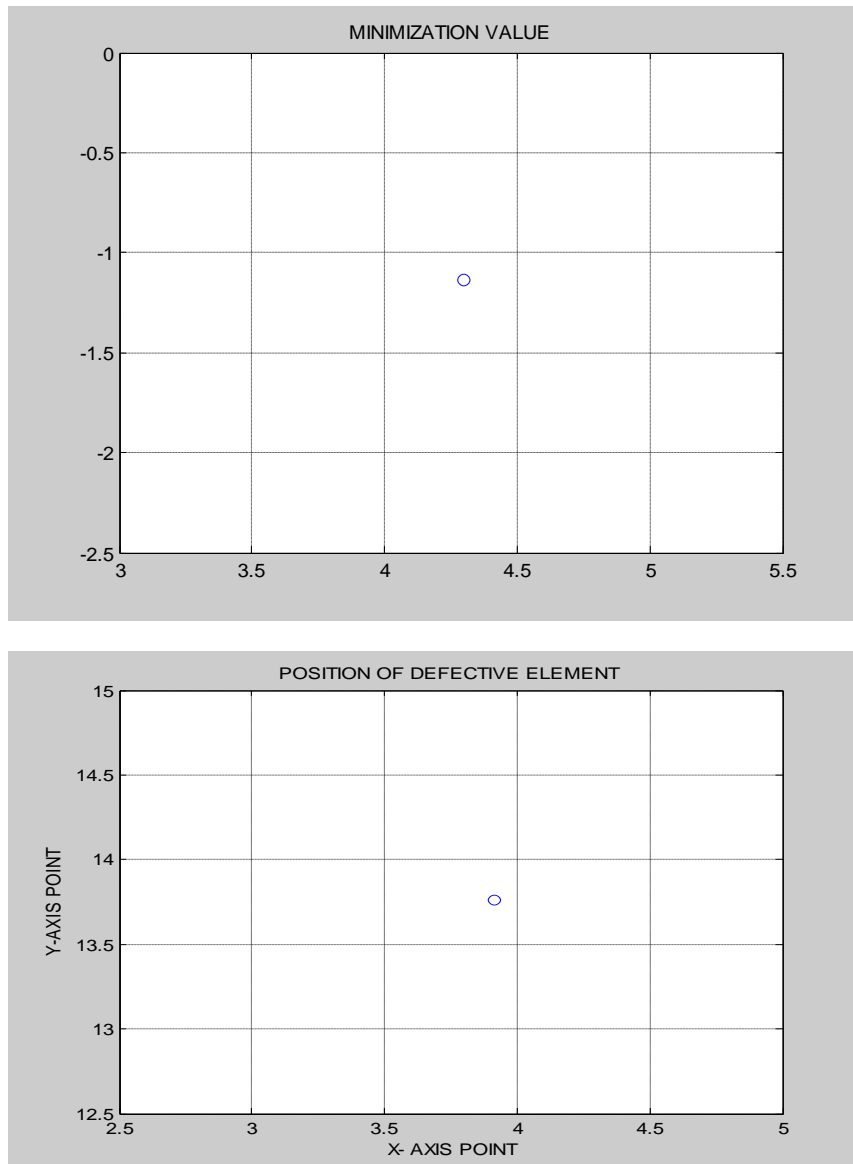 MINIMIZATION VALUE
0
-0.5
-1
-1.5
-2
-2.5
3 3.5 4 4.5 5 5.5
POSITION OF DEFECTIVE ELEMENT
15
14.5
14
13.5
13
12.5
Y-AXIS POINT
2.5 3 3.5 4 4.5 5
X- AXIS POINT